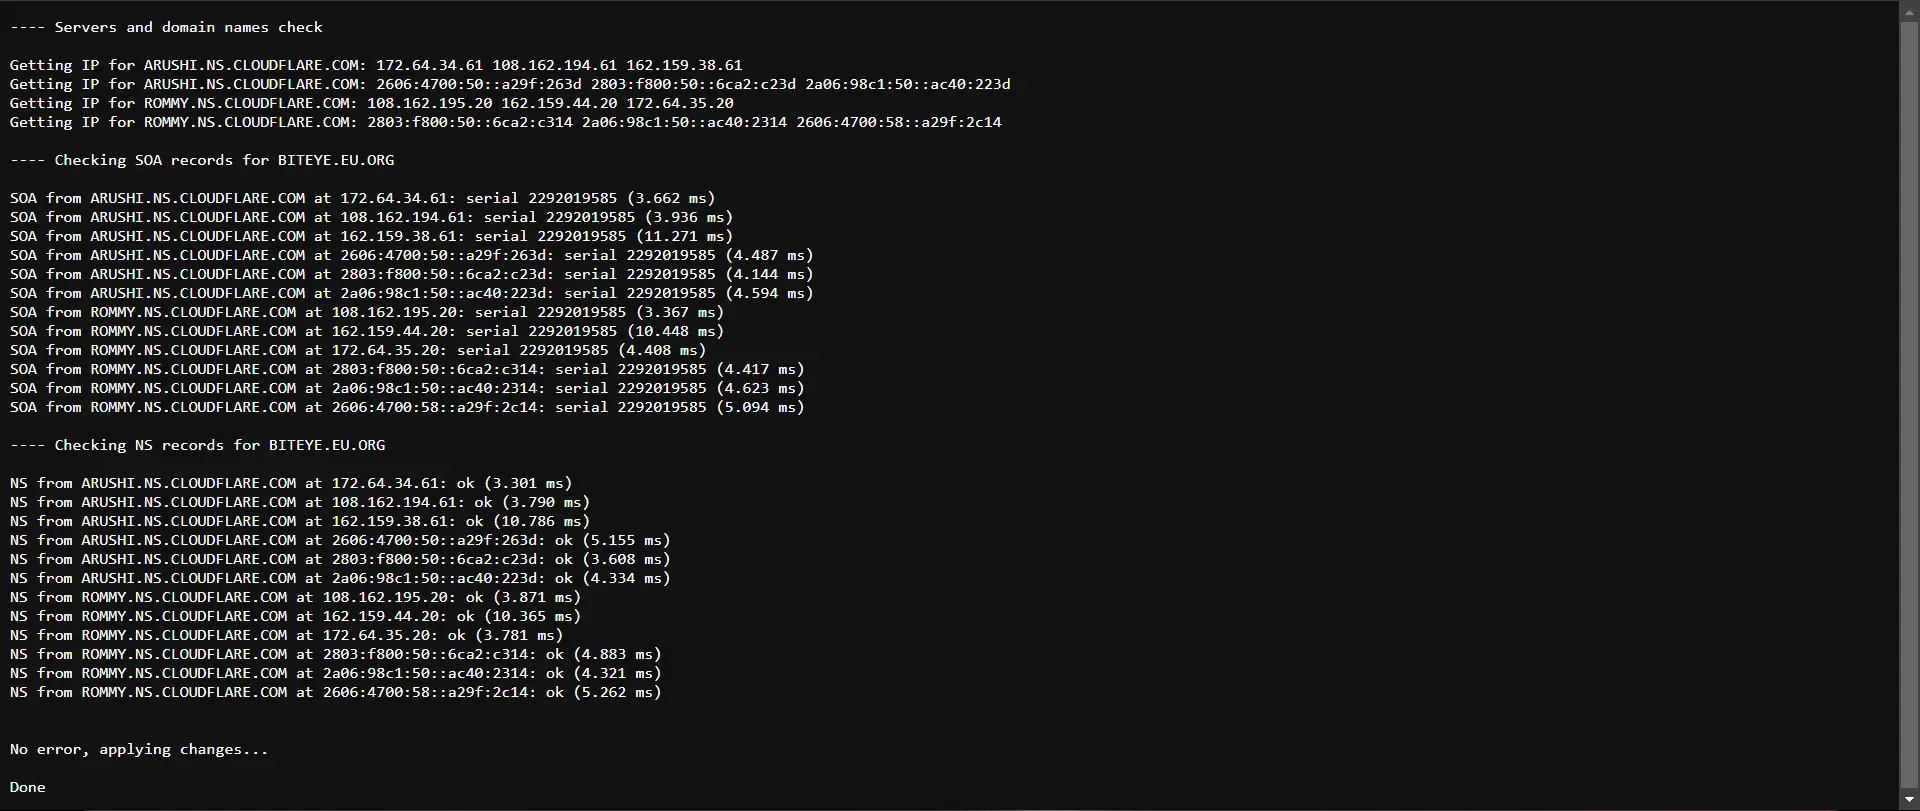 ---- Servers and domain names check
Getting IP for ARUSHI.NS.CLOUDFLARE.COM: 172.64.34.61 108.162.194.61 162.159.38.61
Getting IP for ARUSHI.NS.CLOUDFLARE.COM: 2606:4700:50::a29f:263d 2803:f800:50::6ca2:c23d 2a06:98c1:50::ac40:223d
Getting IP for ROMMY.NS.CLOUDFLARE.COM: 108.162.195.20 162.159.44.20 172.64.35.20
Getting IP for ROMMY.NS.CLOUDFLARE.COM: 2803:f800:50::6ca2:c314 2a06:98c1:50::ac40:2314 2606:4700:58::a29f:2c14
---- Checking SOA records for BITEYE.EU.ORG
SOA from ARUSHI.NS.CLOUDFLARE.COM at 172.64.34.61: serial 2292019585 (3.662 ms)
SOA from ARUSHI.NS.CLOUDFLARE.COM at 108.162.194.61: serial 2292019585 (3.936 ms)
SOA from ARUSHI.NS.CLOUDFLARE.COM at 162.159.38.61: serial 2292019585 (11.271 ms)
SOA from ARUSHI.NS.CLOUDFLARE.COM at 2606:4700:50::a29f:263d: serial 2292019585 (4.487 ms)
SOA from ARUSHI.NS.CLOUDFLARE.COM at 2803:f800:50::6ca2:c23d: serial 2292019585 (4.144 ms)
SOA from ARUSHI.NS.CLOUDFLARE.COM at 2a06:98c1:50::ac40:223d: serial 2292019585 (4.594 ms)
SOA from ROMMY.NS.CLOUDFLARE.COM at 108.162.195.20: serial 2292019585 (3.367 ms)
SOA from ROMMY.NS.CLOUDFLARE.COM at 162.159.44.20: serial 2292019585 (10.448 ms)
SOA from ROMMY.NS.CLOUDFLARE.COM at 172.64.35.20: serial 2292019585 (4.408 ms)
SOA from ROMMY.NS.CLOUDFLARE.COM at 2803:f800:50::6ca2:c314: serial 2292019585 (4.417 ms)
SOA from ROMMY.NS.CLOUDFLARE.COM at 2a06:98c1:50::ac40:2314: serial 2292019585 (4.623 ms)
SOA from ROMMY.NS.CLOUDFLARE.COM at 2606:4700:58::a29f:2c14: serial 2292019585 (5.094 ms)
---- Checking NS records for BITEYE.EU.ORG
NS from ARUSHI.NS.CLOUDFLARE.COM at 172.64.34.61: ok (3.301 ms)
NS from ARUSHI.NS.CLOUDFLARE.COM at 108.162.194.61: ok (3.790 ms)
NS from ARUSHI.NS.CLOUDFLARE.COM at 162.159.38.61: ok (10.786 ms)
NS from ARUSHI.NS.CLOUDFLARE.COM at 2606:4700:50::a29f:263d: ok (5.155 ms)
NS from ARUSHI.NS.CLOUDFLARE.COM at 2803:f800:50::6ca2:c23d: ok (3.608 ms)
NS from ARUSHI.NS.CLOUDFLARE.COM at 2a06:98c1:50::ac40:223d: ok (4.334 ms)
NS from ROMMY.NS.CLOUDFLARE.COM at 108.162.195.20: ok (3.871 ms)
NS from ROMMY.NS.CLOUDFLARE.COM at 162.159.44.20: ok (10.365 ms)
NS from ROMMY.NS.CLOUDFLARE.COM at 172.64.35.20: ok (3.781 ms)
NS from ROMMY.NS.CLOUDFLARE.COM at 2803:f800:50::6ca2:c314: ok (4.883 ms)
NS from ROMMY.NS.CLOUDFLARE.COM at 2a06:98c1:50::ac40:2314: ok (4.321 ms)
NS from ROMMY.NS.CLOUDFLARE.COM at 2606:4700:58::a29f:2c14: ok (5.262 ms)
No error, applying changes...
Done